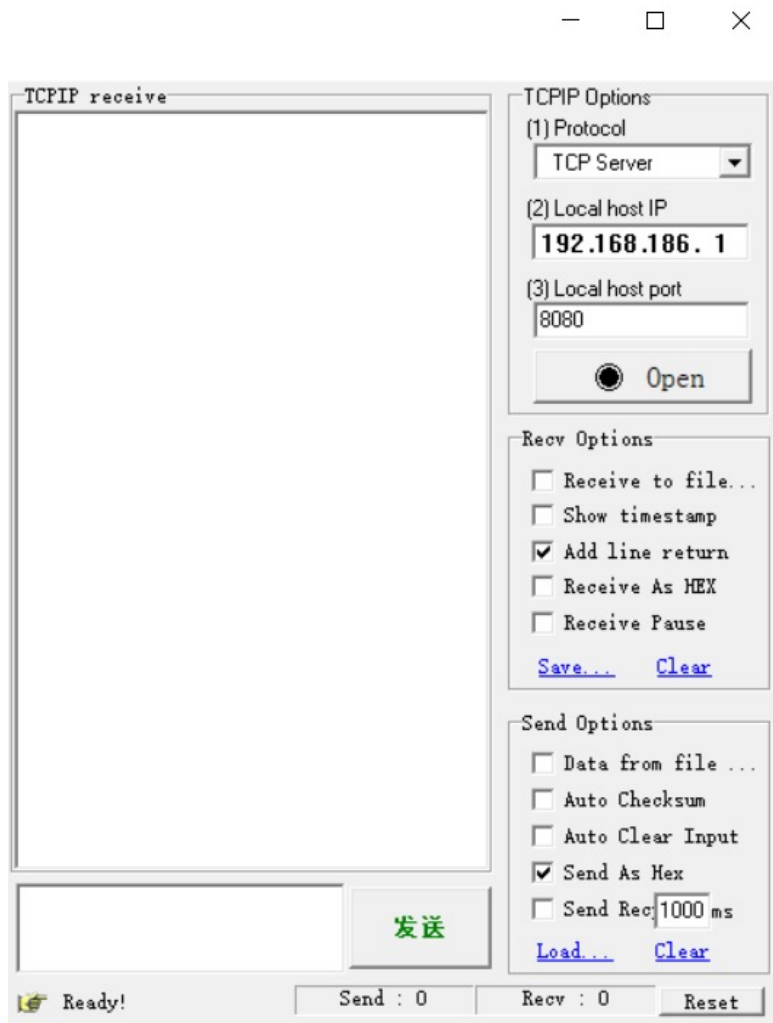 TCPIP receive
TCPIP Options
(1) Protocol
TCP Server
(2) Local host IP
192.168.186. 1
(3) Local host port
8080
Open
Recv Options
Receive to file...
Show timestamp
Add line return
Receive As HEX
Receive Pause
Save... Clear
Send Options
Data from file ...
Auto Checksum
Auto Clear Input
Send As Hex
Send Rec 1000 ms
Load... Clear
发送
Ready! Send : 0 Recv : 0 Reset